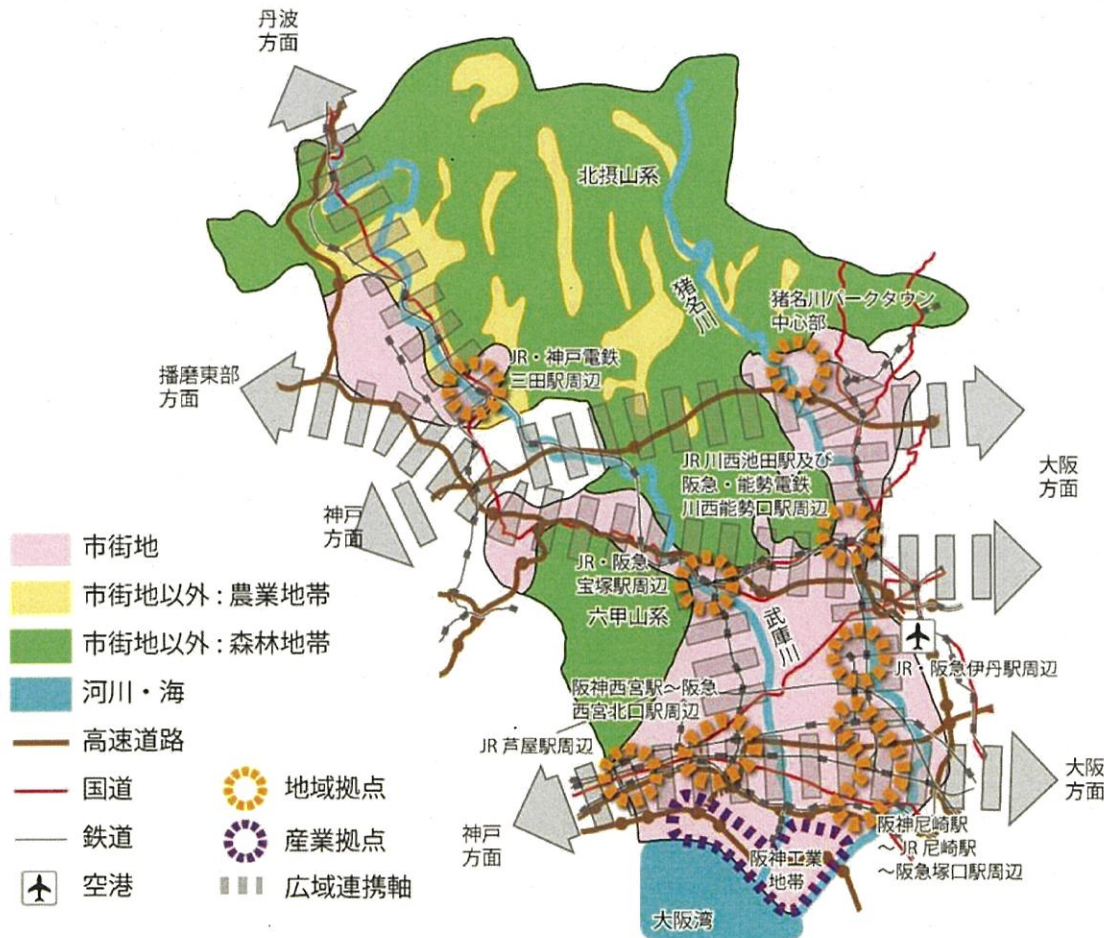 丹波
方面
北摂山系
猪名川
猪名川パークタウン
中心部
JR・神戸電鉄
三田駅周辺
播磨東部
方面
JR川西池田駅及び
阪急・能勢電鉄
川西能勢口駅周辺
大阪
方面
神戸
方面
JR・阪急
宝塚駅周辺
六甲山系
武庫川
JR・阪急伊丹駅周辺
阪神西宮駅~阪急
西宮北口駅周辺
JR芦屋駅周辺
大阪
方面
神戸
方面
阪神尼崎駅
~JR尼崎駅
~阪急塚口駅周辺
阪神工業
地帯
大阪湾
市街地
市街地以外:農業地帯
市街地以外:森林地帯
河川・海
高速道路
国道
鉄道
空港
地域拠点
産業拠点
広域連携軸